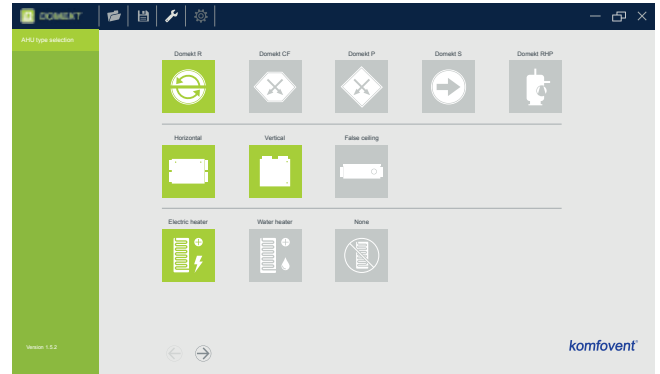 DOMEKT
AHU type selection
Domekt R Domekt CF Domekt P Domekt S Domekt RHP
Horizontal Vertical False ceiling
Electric heater Water heater None
Version 1.5.2
komfovent